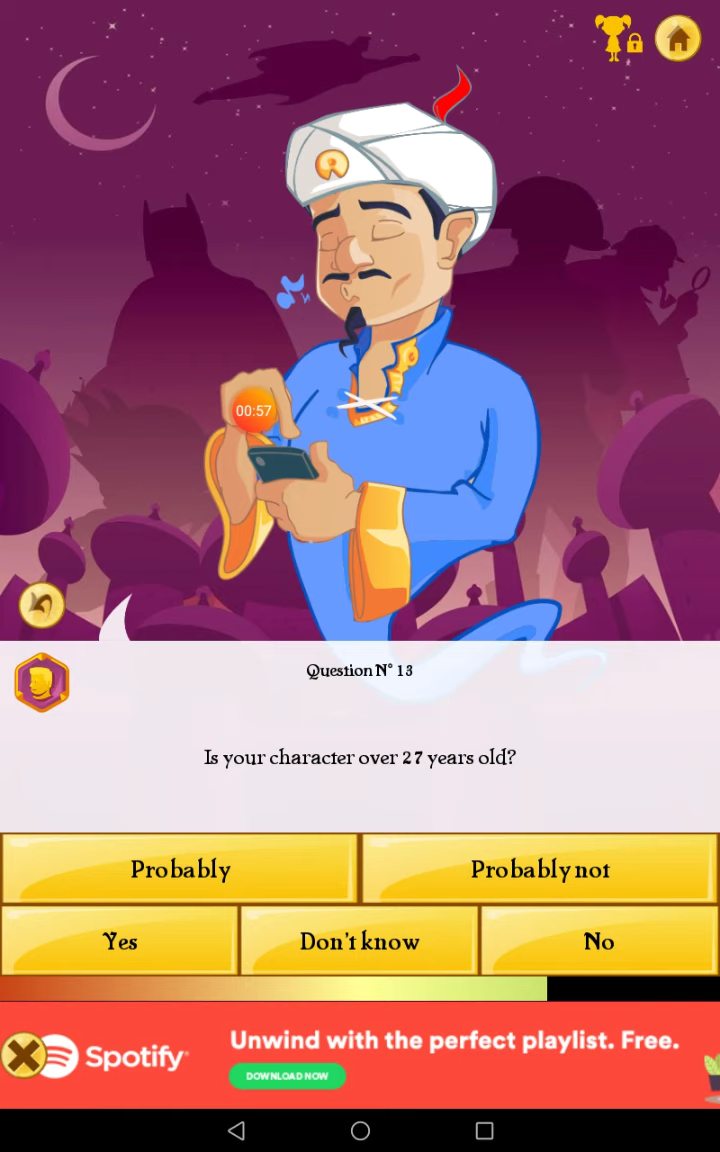 00:57
Question N° 13
Is your character over 27 years old?
Probably
Probably not
Yes
Don't know
No
Spotify®
Unwind with the perfect playlist. Free.
DOWNLOAD NOW